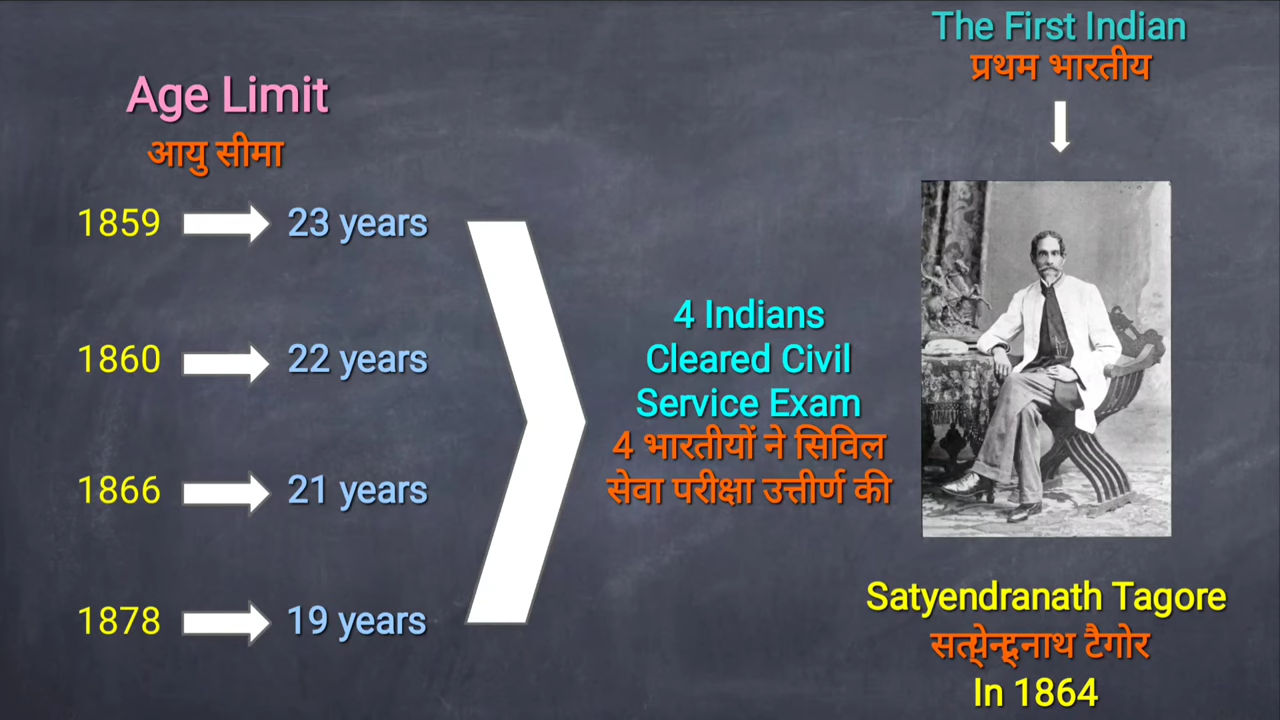 Age Limit
आयु सीमा
1859 23 years
1860 22 years
1866 21 years
1878 19 years
4 Indians
Cleared Civil
Service Exam
4 भारतीयों ने सिविल
सेवा परीक्षा उत्तीर्ण की
The First Indian
प्रथम भारतीय
Satyendranath Tagore
सत्येन्द्रनाथ टैगोर
In 1864